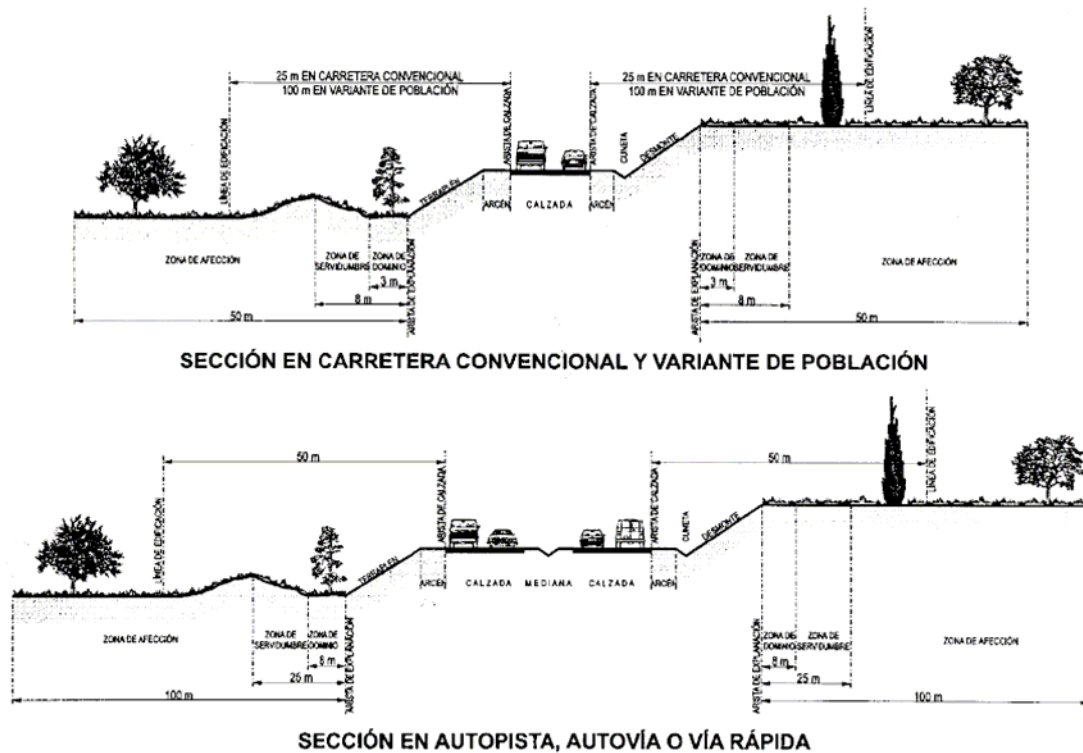 25 m EN CARRETERA CONVENCIONAL
100 m EN VARIANTE DE POBLACIÓN
25 m EN CARRETERA CONVENCIONAL
100 m EN VARIANTE DE POBLACIÓN
LÍNEA DE EDIFICACIÓN
ARISTA DE CALZADA
ARISTA DE CALZADA
CUNETA
DESMONTE
LÍNEA DE EDIFICACIÓN
TERRAPLÉN
ARCÉN
CALZADA
ARCÉN
ZONA DE AFECCIÓN
ZONA DE
SERVIDUMBRE
ZONA DE
DOMINIO
3 m
8 m
50 m
ARISTA DE EXPLANACIÓN
ARISTA DE EXPLANACIÓN
ZONA DE
DOMINIO
ZONA DE
SERVIDUMBRE
3 m
8 m
ZONA DE AFECCIÓN
50 m
SECCIÓN EN CARRETERA CONVENCIONAL Y VARIANTE DE POBLACIÓN
50 m
50 m
LÍNEA DE EDIFICACIÓN
ARISTA DE CALZADA
ARISTA DE CALZADA
CUNETA
DESMONTE
LÍNEA DE EDIFICACIÓN
TERRAPLÉN
ARCÉN
CALZADA
MEDIANA
CALZADA
ARCÉN
ZONA DE AFECCIÓN
ZONA DE
SERVIDUMBRE
ZONA DE
DOMINIO
8 m
25 m
100 m
ARISTA DE EXPLANACIÓN
ARISTA DE EXPLANACIÓN
ZONA DE
DOMINIO
ZONA DE
SERVIDUMBRE
8 m
25 m
ZONA DE AFECCIÓN
100 m
SECCIÓN EN AUTOPISTA, AUTOVÍA O VÍA RÁPIDA